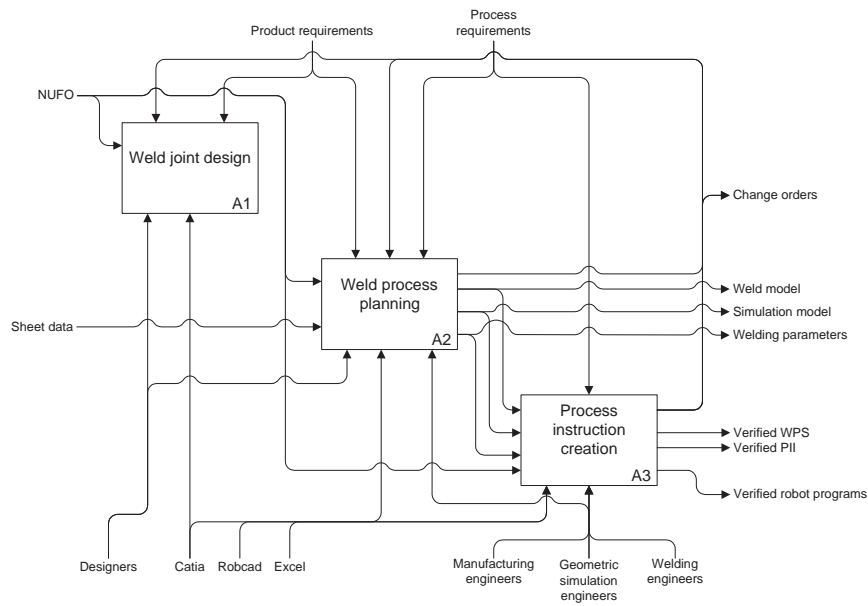 Product requirements
Process
requirements
NUFO
Weld joint design
A1
Change orders
Weld process
planning
A2
Weld model
Simulation model
Sheet data
Welding parameters
Process
instruction
creation
A3
Verified WPS
Verified PII
Verified robot programs
Designers
Catia
Robcad
Excel
Manufacturing
engineers
Geometric
simulation
engineers
Welding
engineers